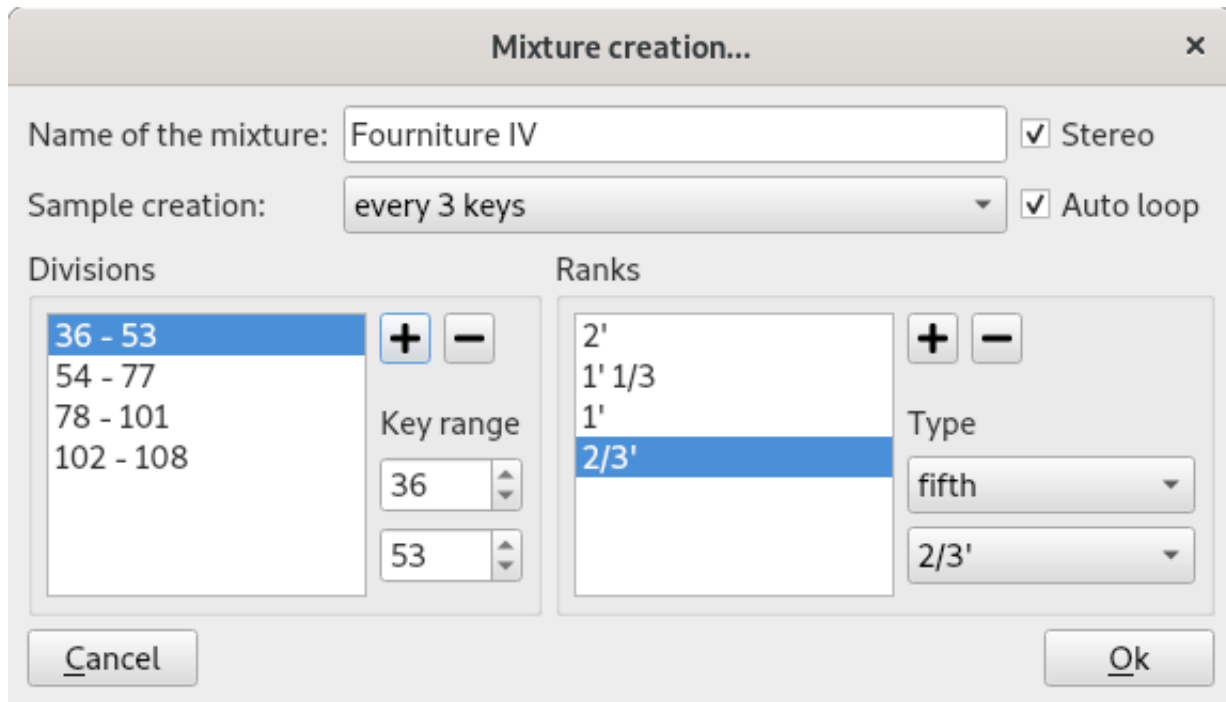 Mixture creation...
Name of the mixture: Fourniture IV Stereo
Sample creation: every 3 keys Auto loop
Divisions
36 - 53
54 - 77
78 - 101
102 - 108
Key range
36
53
Ranks
2'
1' 1/3
1'
2/3'
Type
fifth
2/3'
Cancel
Ok